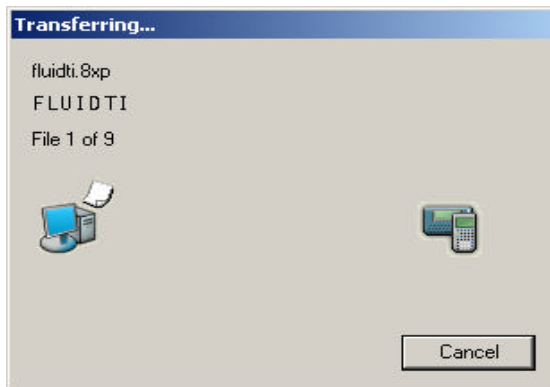 Transferring...
fluidti.8xp
FLUIDTI
File 1 of 9
Cancel